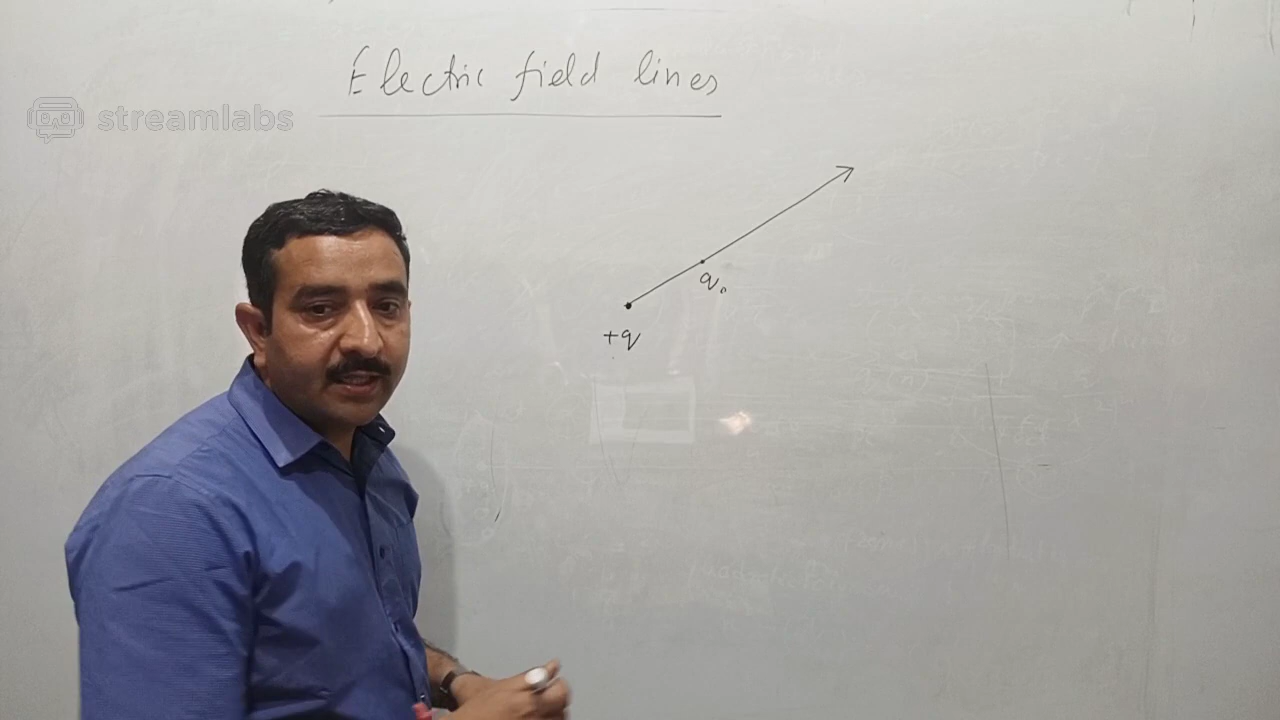 Electric field lines
streamlabs
q₀
+q